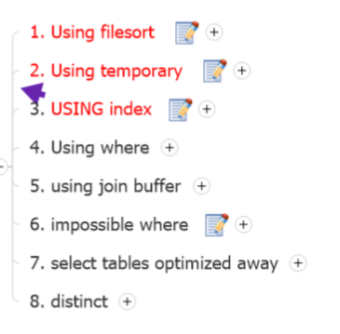 1. Using filesort
2. Using temporary
3. USING index
4. Using where
5. using join buffer
6. impossible where
7. select tables optimized away
8. distinct